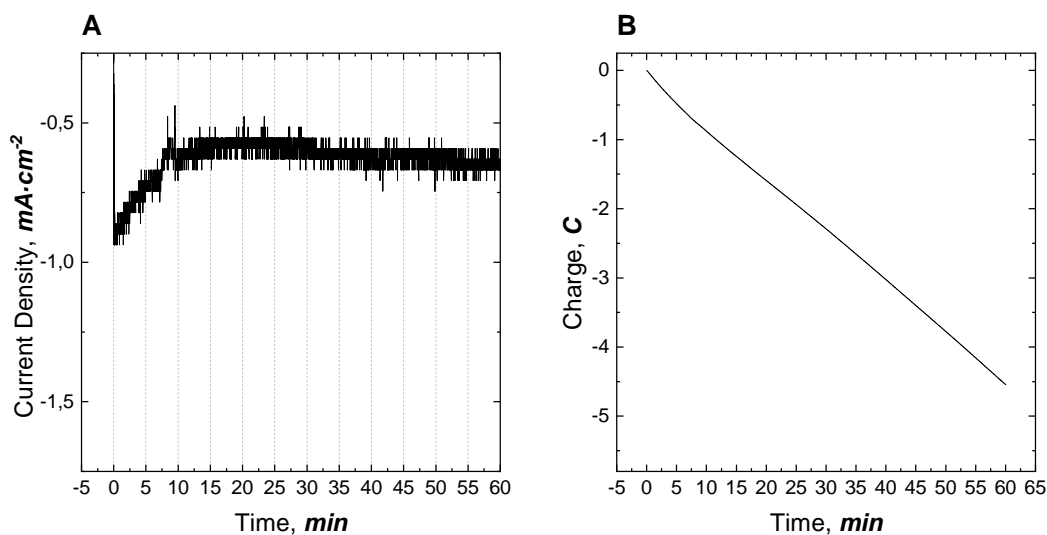 A
-0,5
-1,0
-1,5
Current Density, mA·cm-2
-5 0 5 10 15 20 25 30 35 40 45 50 55 60
Time, min
B
0
-1
-2
-3
-4
-5
Charge, C
-5 0 5 10 15 20 25 30 35 40 45 50 55 60 65
Time, min